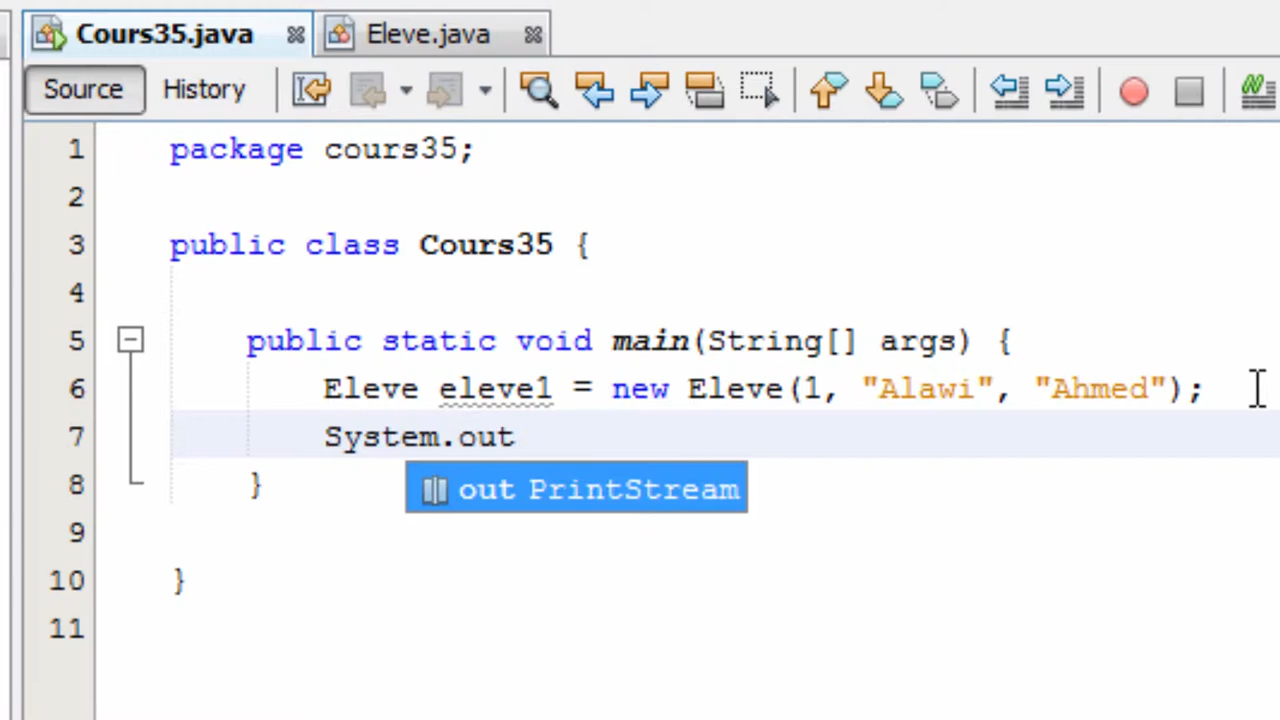 Cours35.java Eleve.java
Source History
1 package cours35;
2
3 public class Cours35 {
4
5 public static void main(String[] args) {
6 Eleve eleve1 = new Eleve(1, "Alawi", "Ahmed");
7 System.out
out PrintStream
8 }
9
10 }
11